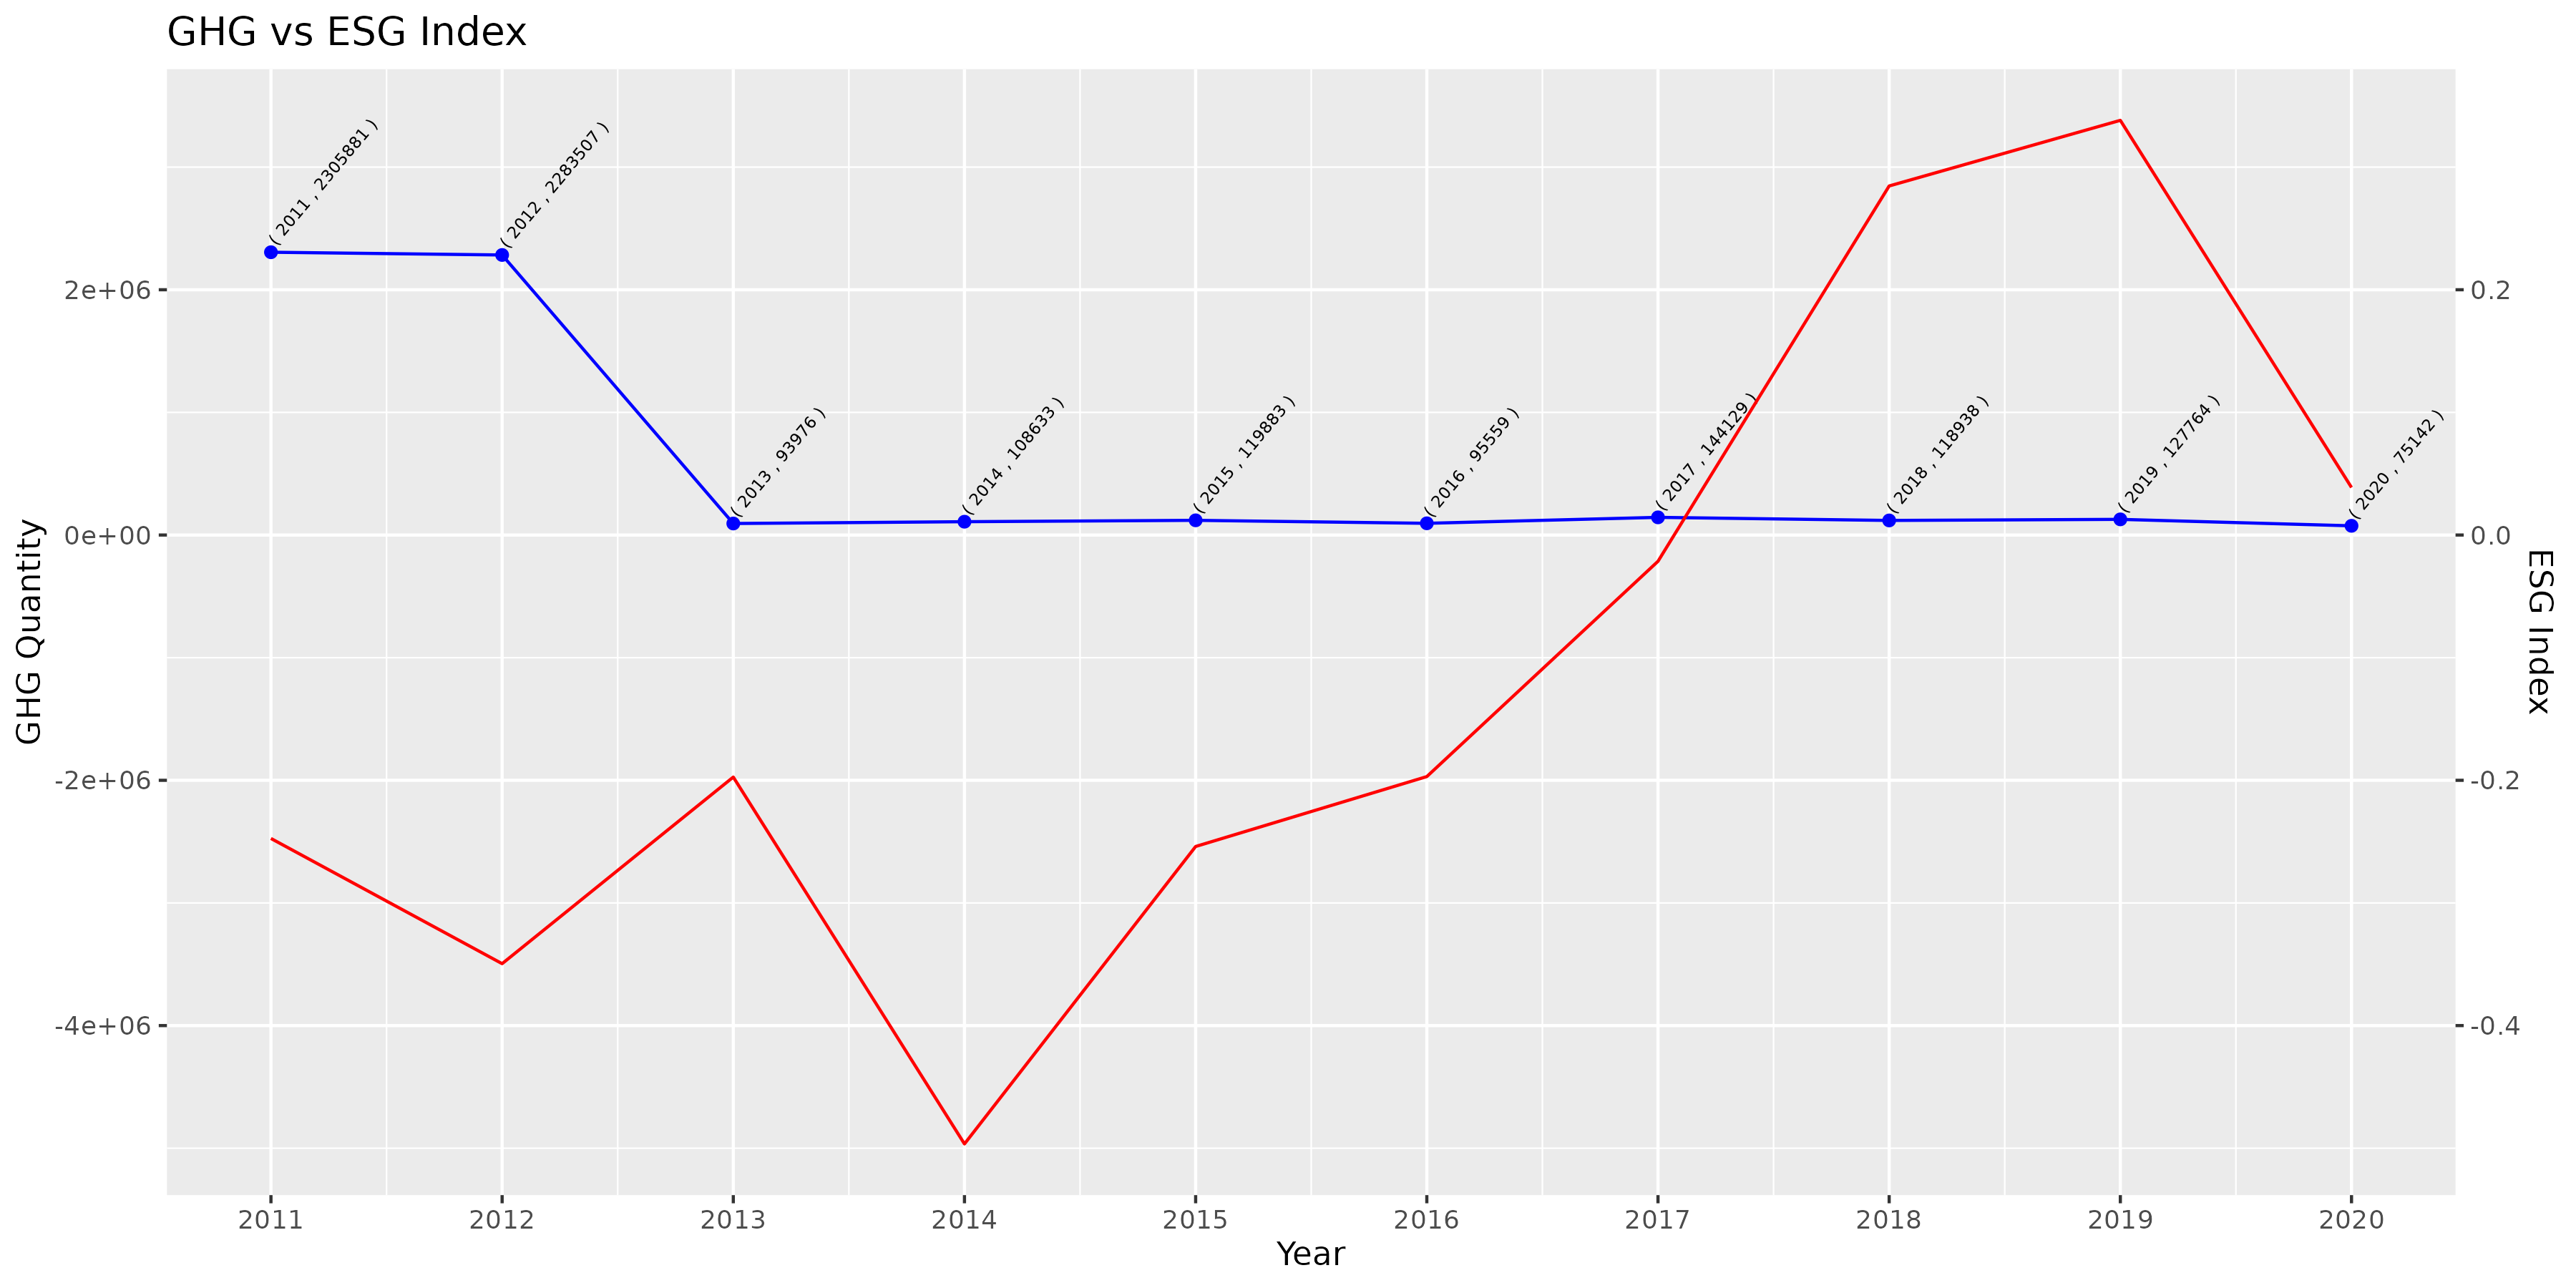 GHG vs ESG Index
( 2011 , 2305881 )
( 2012 , 2283507 )
( 2013 , 93976 )
( 2014 , 108633 )
( 2015 , 119883 )
( 2016 , 95559 )
( 2017 , 144129 )
( 2018 , 118938 )
( 2019 , 127764 )
( 2020 , 75142 )
GHG Quantity
2e+06
0e+00
-2e+06
-4e+06
0.2
0.0
-0.2
-0.4
ESG Index
2011
2012
2013
2014
2015
2016
2017
2018
2019
2020
Year